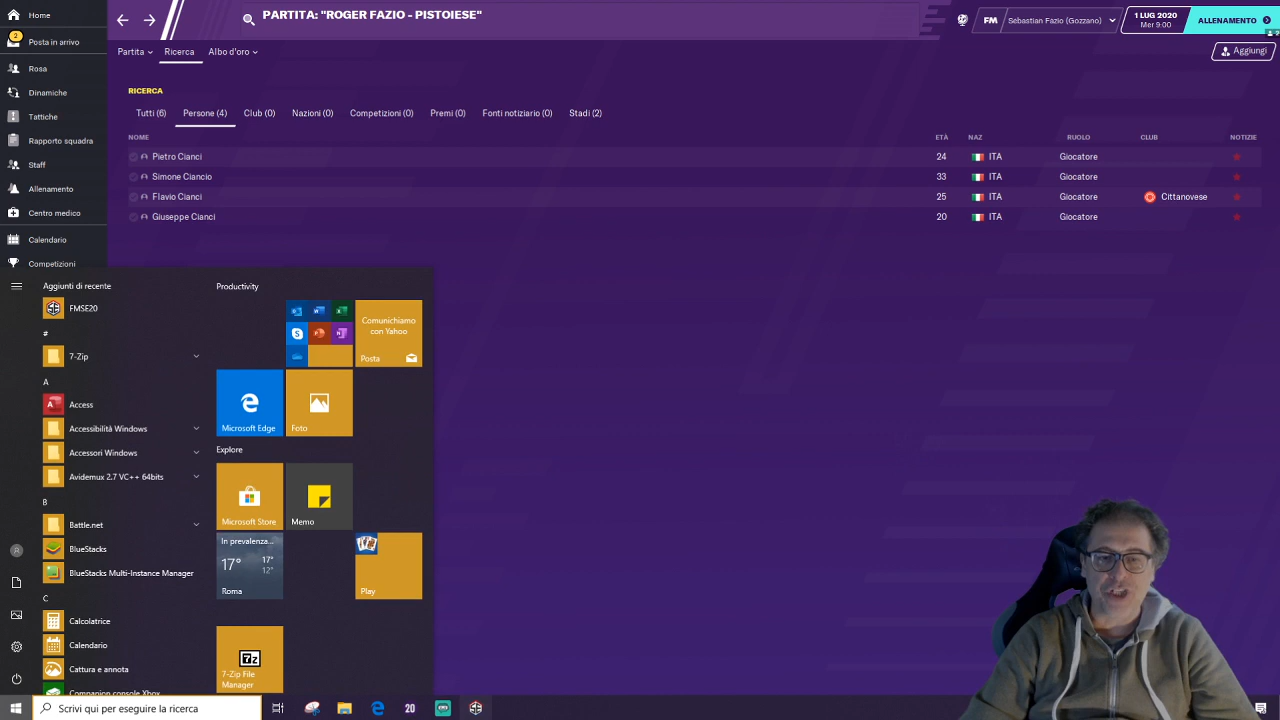 Home
PARTITA: "ROGER FAZIO - PISTOIESE"
FM Sebastian Fazio (Gozzano)
1 LUG 2020
Mer 9:00
ALLENAMENTO
2
Posta in arrivo
Partita Ricerca Albo d'oro
Aggiungi
Rosa
Dinamiche
Tattiche
Rapporto squadra
Staff
Allenamento
Centro medico
Calendario
Competizioni
RICERCA
Tutti (6) Persone (4) Club (0) Nazioni (0) Competizioni (0) Premi (0) Fonti notiziario (0) Stadi (2)
NOME ETÀ NAZ RUOLO CLUB NOTIZIE
Pietro Cianci 24 ITA Giocatore
Simone Ciancio 33 ITA Giocatore
Flavio Cianci 25 ITA Giocatore Cittanovese
Giuseppe Cianci 20 ITA Giocatore
Aggiunti di recente
FMSE20
#
7-Zip
A
Access
Accessibilità Windows
Accessori Windows
Avidemux 2.7 VC++ 64bits
B
Battle.net
BlueStacks
BlueStacks Multi-Instance Manager
C
Calcolatrice
Calendario
Cattura e annota
Companion console Xbox
Productivity
Comunichiamo
con Yahoo
Posta
Microsoft Edge
Foto
Explore
Microsoft Store
Memo
In prevalenza...
17° 17°
12°
Roma
Play
7z
7-Zip File
Manager
Scrivi qui per eseguire la ricerca
20